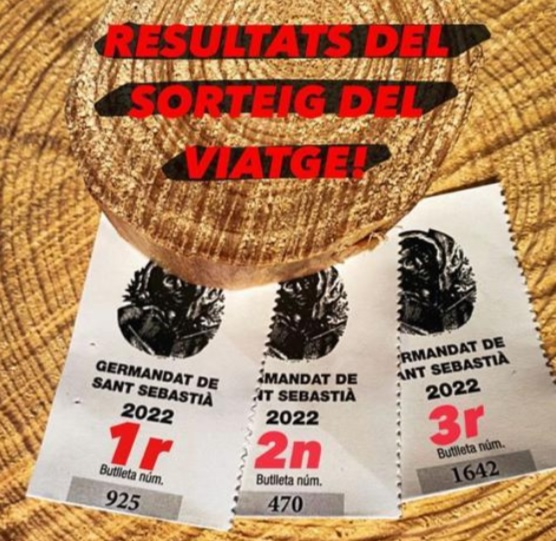 RESULTATS DEL
SORTEIG DEL
VIATGE!
GERMANDAT DE
SANT SEBASTIÀ
2022
1r
Butlleta núm.
925
MANDAT DE
NT SEBASTIÀ
2022
2n
Butlleta núm.
470
RMANDAT DE
NT SEBASTIÀ
2022
3r
Butlleta núm.
1642